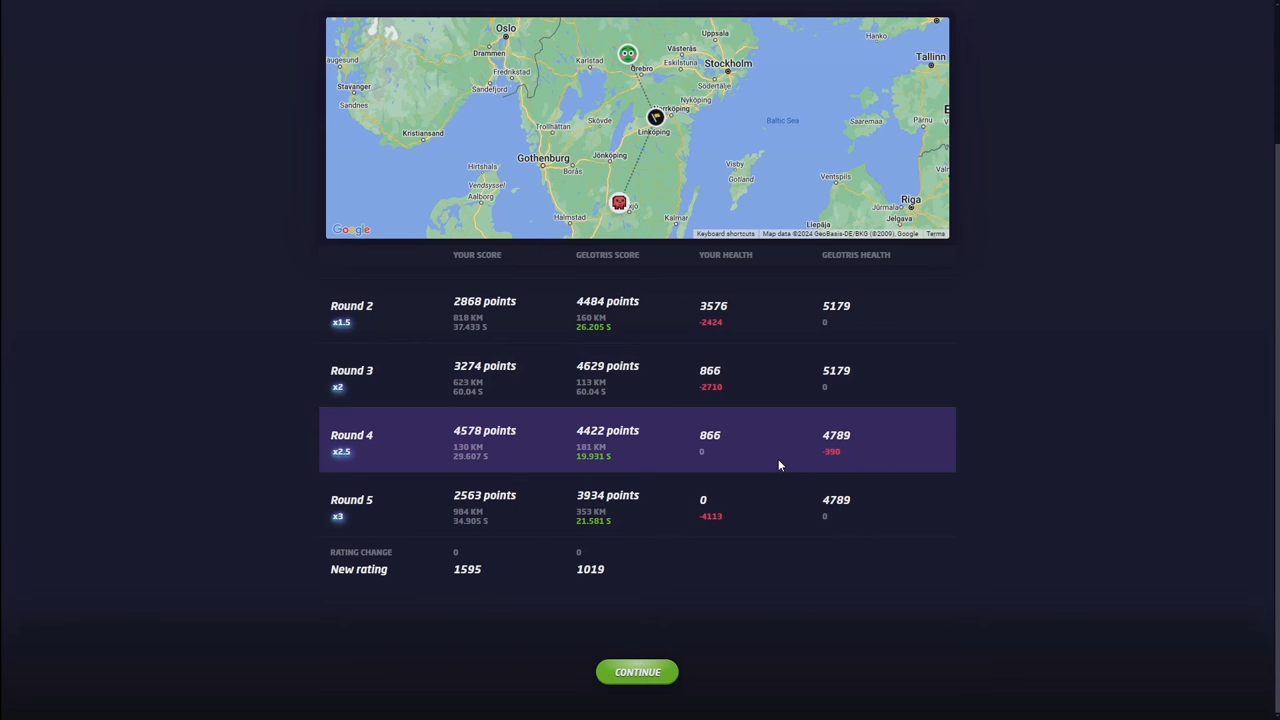 Oslo
Uppsala
Hanko
Drammen
Västerås
Karlstad
Örebro
Eskilstuna
Stockholm
Tallinn
Fredrikstad
Södertälje
Stavanger
Sandefjord
Sandnes
Nyköping
Saaremaa
Pärnu
Kristiansand
Trollhättan
Skövde
Linköping
Baltic Sea
Gothenburg
Jönköping
Borås
Hirtshals
Visby
Gotland
Ventspils
Valm
Vendsyssel
Aalborg
Riga
Jūrmala
Jelgava
Halmstad
Kalmar
Liepāja
Google
Keyboard shortcuts
Map data ©2024 GeoBasis-DE/BKG (©2009), Google
Terms
YOUR SCORE GELOTRIS SCORE YOUR HEALTH GELOTRIS HEALTH
Round 2 2868 points 4484 points 3576 5179
x1.5 818 KM 160 KM -2424 0
37.433 S 26.205 S
Round 3 3274 points 4629 points 866 5179
x2 623 KM 113 KM -2710 0
60.04 S 60.04 S
Round 4 4578 points 4422 points 866 4789
x2.5 130 KM 181 KM 0 -390
29.607 S 19.931 S
Round 5 2563 points 3934 points 0 4789
x3 984 KM 353 KM -4113 0
34.905 S 21.581 S
RATING CHANGE 0 0
New rating 1595 1019
CONTINUE